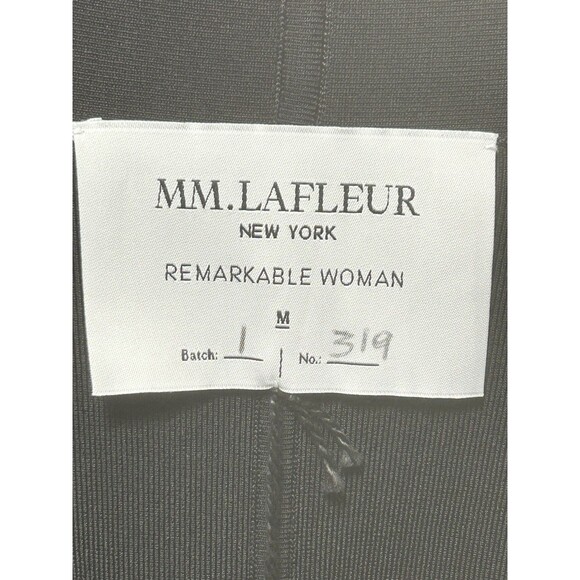 MM.LAFLEUR
NEW YORK
REMARKABLE WOMAN
M
Batch: 1 | No.: 319